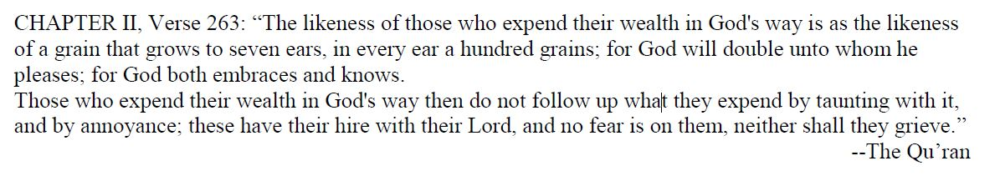 CHAPTER II, Verse 263: “The likeness of those who expend their wealth in God's way is as the likeness
of a grain that grows to seven ears, in every ear a hundred grains; for God will double unto whom he
pleases; for God both embraces and knows.
Those who expend their wealth in God's way then do not follow up what they expend by taunting with it,
and by annoyance; these have their hire with their Lord, and no fear is on them, neither shall they grieve.”
--The Qu’ran